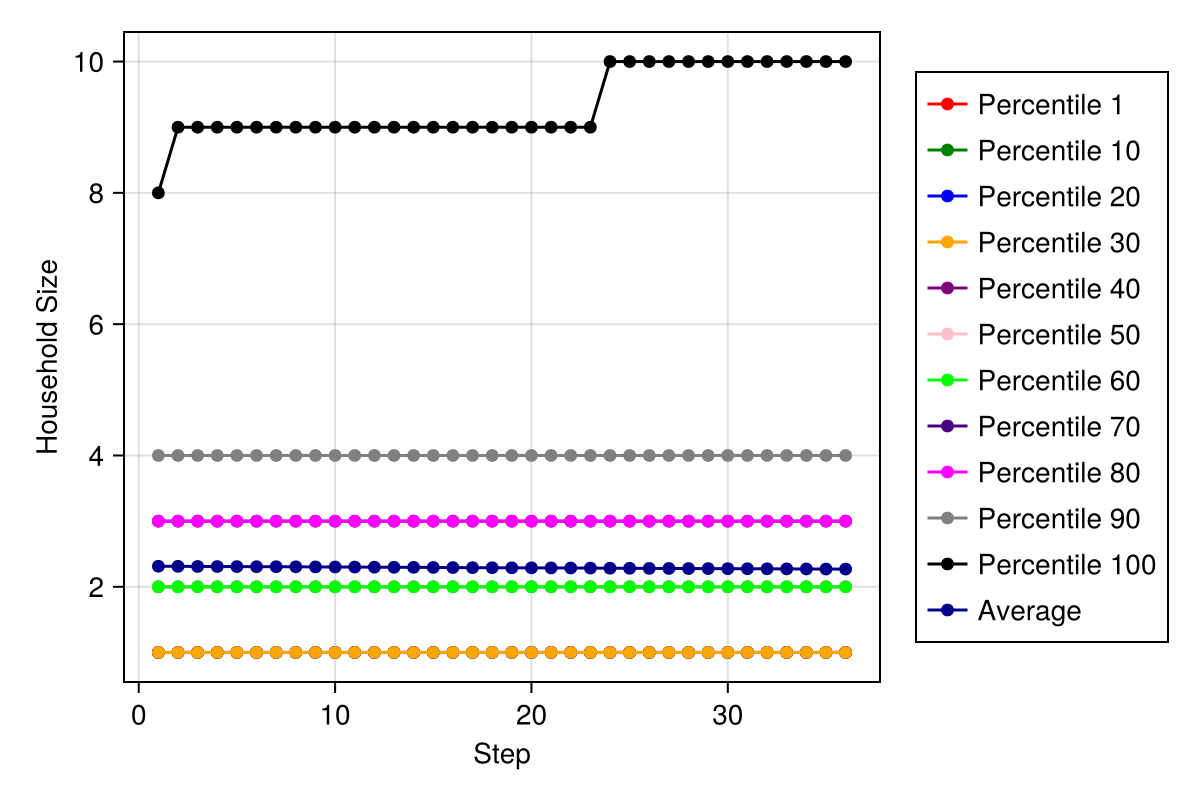 10
8
6
4
2
Household Size
0 10 20 30
Step
Percentile 1
Percentile 10
Percentile 20
Percentile 30
Percentile 40
Percentile 50
Percentile 60
Percentile 70
Percentile 80
Percentile 90
Percentile 100
Average